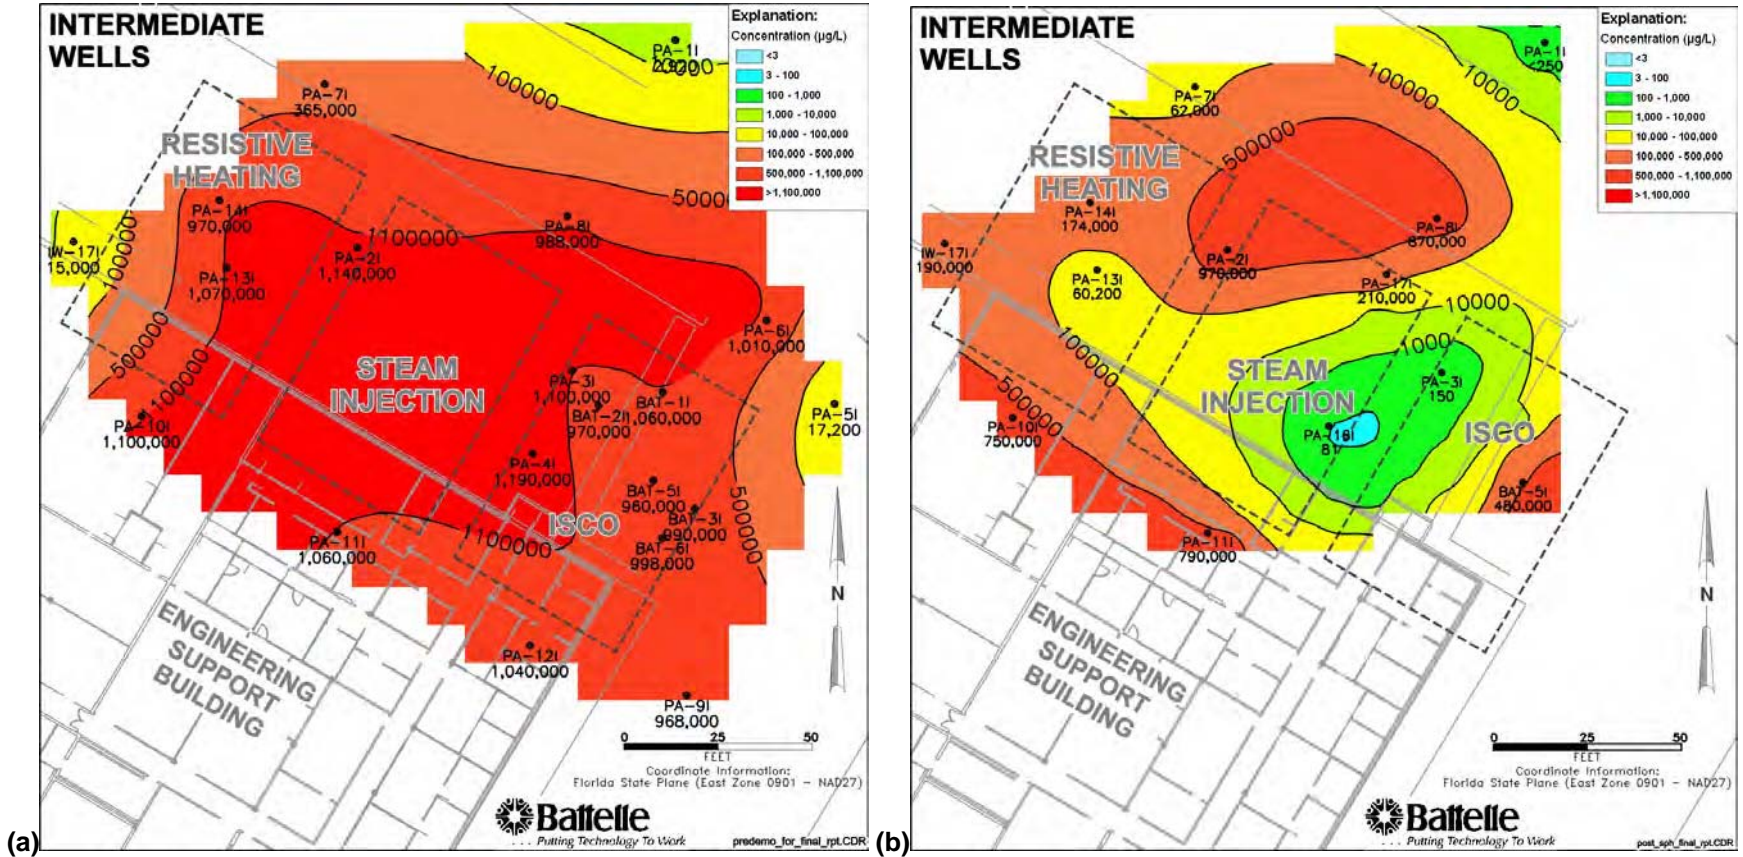 INTERMEDIATE
WELLS
Explanation:
Concentration (µg/L)
<3
3 - 100
100 - 1,000
1,000 - 10,000
10,000 - 100,000
100,000 - 500,000
500,000 - 1,100,000
>1,100,000
PA-1I
100000
PA-7I
365,000
RESISTIVE
HEATING
PA-14I
970,000
PA-8I
988,000
1100000
PA-2I
1,140,000
IW-17I
15,000
100000
PA-13I
1,070,000
PA-6I
1,010,000
500000
1100000
STEAM
INJECTION
PA-3I
1,100,000
BAT-1I
BAT-2I
970,000
PA-5I
17,200
PA-10I
1,100,000
PA-4I
1,190,000
BAT-5I
960,000
500000
BAT-3I
990,000
ISCO
BAT-6I
998,000
1100000
PA-11I
1,060,000
N
ENGINEERING
SUPPORT
BUILDING
PA-12I
1,040,000
PA-9I
968,000
0 25 50
FEET
Coordinate Information:
Florida State Plane (East Zone 0901 - NAD27)
Battelle
. . . Putting Technology To Work
predemo_for_final_rpt.CDR
(a)
INTERMEDIATE
WELLS
Explanation:
Concentration (µg/L)
<3
3 - 100
100 - 1,000
1,000 - 10,000
10,000 - 100,000
100,000 - 500,000
500,000 - 1,100,000
>1,100,000
PA-1I
<250
100000
10000
PA-7I
62,000
500000
RESISTIVE
HEATING
PA-14I
174,000
PA-8I
870,000
IW-17I
190,000
PA-2I
970,000
PA-13I
60,200
PA-17I
210,000
10000
1000
100000
STEAM
INJECTION
PA-3I
150
500000
PA-10I
750,000
PA-16I
81
ISCO
BAT-5I
480,000
PA-11I
790,000
N
ENGINEERING
SUPPORT
BUILDING
0 25 50
FEET
Coordinate Information:
Florida State Plane (East Zone 0901 - NAD27)
Battelle
. . . Putting Technology To Work
post_sph_final_rpt.CDR
(b)